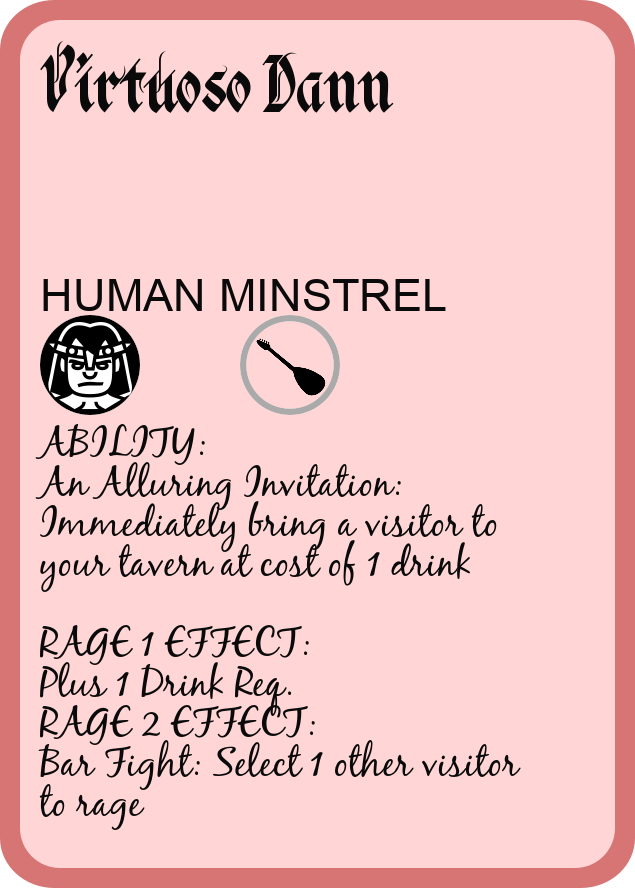 Virtuoso Dann
HUMAN MINSTREL
ABILITY:
An Alluring Invitation:
Immediately bring a visitor to
your tavern at cost of 1 drink
RAGE 1 EFFECT:
Plus 1 Drink Req.
RAGE 2 EFFECT:
Bar Fight: Select 1 other visitor
to rage